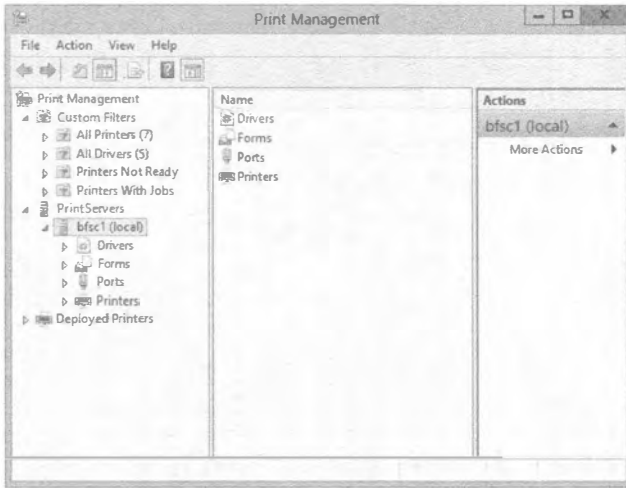 Print Management
File Action View Help
Print Management
Custom Filters
All Printers (7)
All Drivers (5)
Printers Not Ready
Printers With Jobs
Print Servers
bfsc1 (local)
Drivers
Forms
Ports
Printers
Deployed Printers
Name
Drivers
Forms
Ports
Printers
Actions
bfsc1 (local)
More Actions